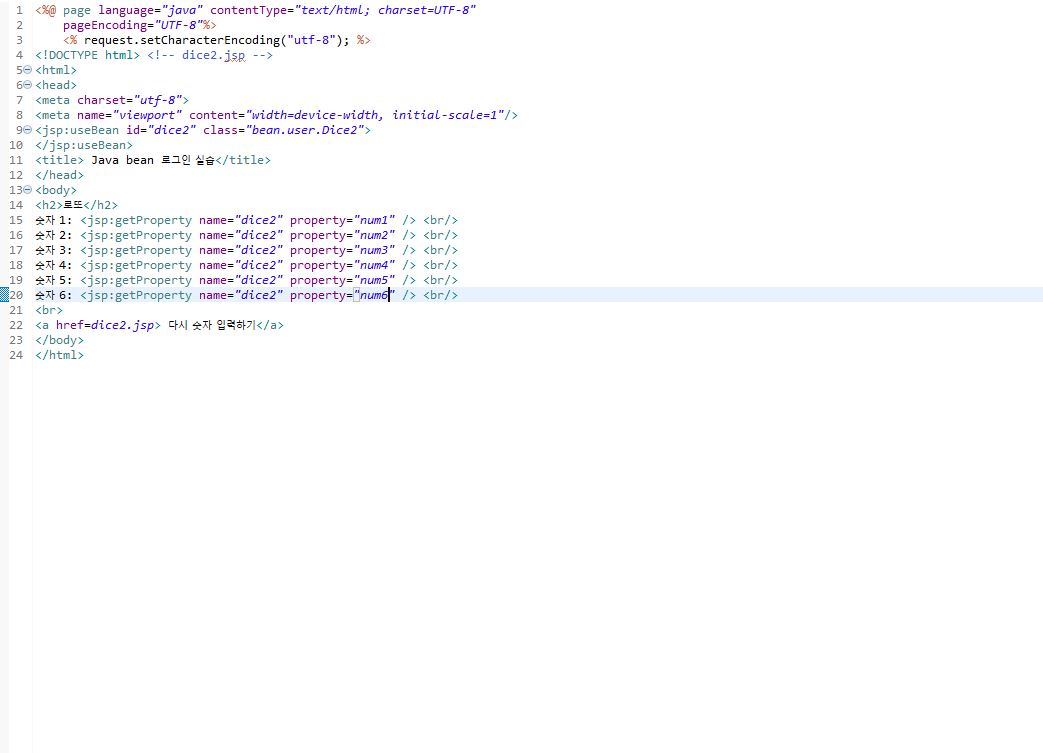 1 <%@ page language="java" contentType="text/html; charset=UTF-8"
2     pageEncoding="UTF-8"%>
3     <% request.setCharacterEncoding("utf-8"); %>
4 <!DOCTYPE html> <!-- dice2.jsp -->
5 <html>
6 <head>
7 <meta charset="utf-8">
8 <meta name="viewport" content="width=device-width, initial-scale=1"/>
9 <jsp:useBean id="dice2" class="bean.user.Dice2">
10 </jsp:useBean>
11 <title> Java bean 로그인 실습</title>
12 </head>
13 <body>
14 <h2>로또</h2>
15 숫자 1: <jsp:getProperty name="dice2" property="num1" /> <br/>
16 숫자 2: <jsp:getProperty name="dice2" property="num2" /> <br/>
17 숫자 3: <jsp:getProperty name="dice2" property="num3" /> <br/>
18 숫자 4: <jsp:getProperty name="dice2" property="num4" /> <br/>
19 숫자 5: <jsp:getProperty name="dice2" property="num5" /> <br/>
20 숫자 6: <jsp:getProperty name="dice2" property="num6" /> <br/>
21 <br>
22 <a href=dice2.jsp> 다시 숫자 입력하기</a>
23 </body>
24 </html>